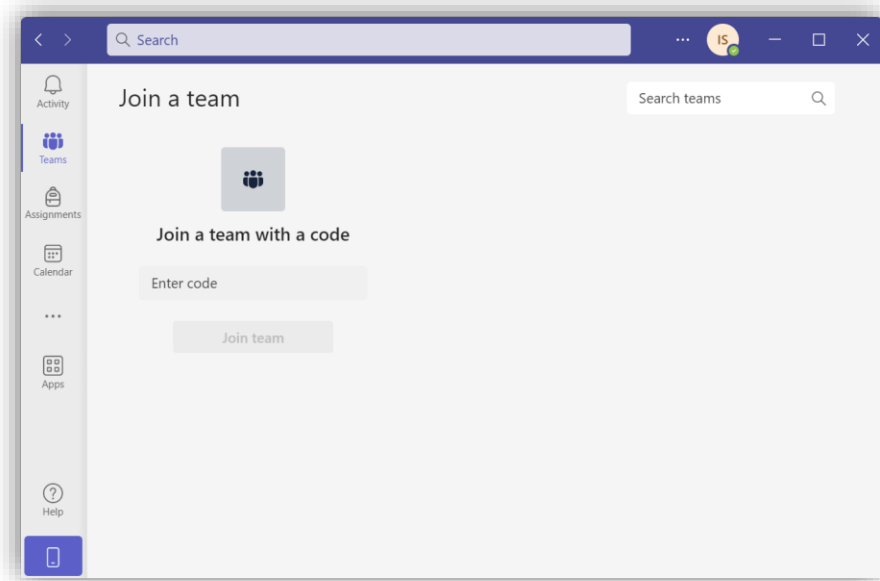 Search
IS
Activity
Teams
Assignments
Calendar
Apps
Help
Join a team
Search teams
Join a team with a code
Enter code
Join team